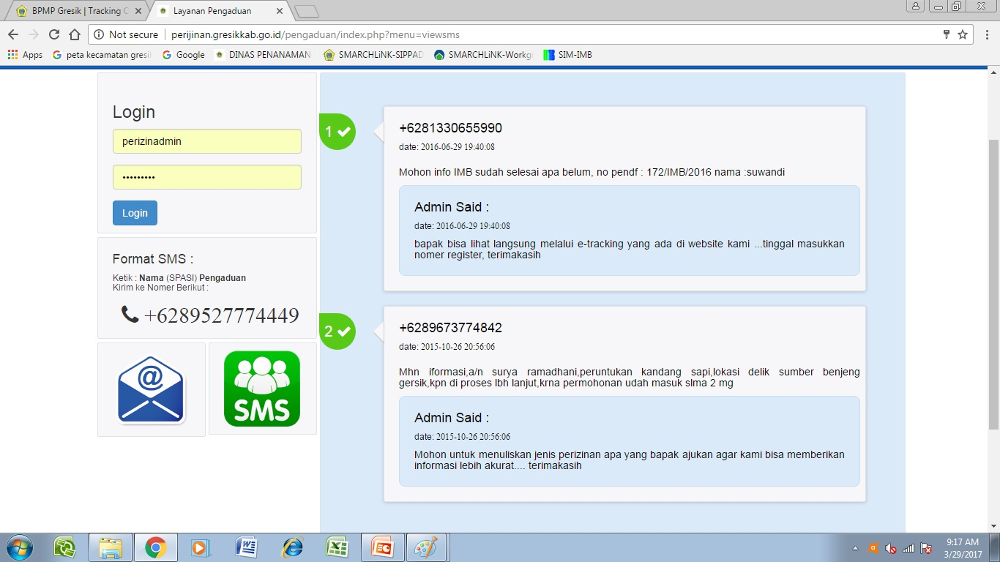 BPMP Gresik | Tracking
Layanan Pengaduan
Not secure | perijinan.gresikkab.go.id/pengaduan/index.php?menu=viewsms
Apps peta kecamatan gresi Google DINAS PENANAMAN SMARCHLiNK-SIPPAD SMARCHLiNK-Workg SIM-IMB
Login
perizinadmin
•••••••••
Login
Format SMS :
Ketik : Nama (SPASI) Pengaduan
Kirim ke Nomer Berikut :
+6289527774449
@
SMS
1
+6281330655990
date: 2016-06-29 19:40:08
Mohon info IMB sudah selesai apa belum, no pendf : 172/IMB/2016 nama :suwandi
Admin Said :
date: 2016-06-29 19:40:08
bapak bisa lihat langsung melalui e-tracking yang ada di website kami ...tinggal masukkan
nomer register, terimakasih
2
+6289673774842
date: 2015-10-26 20:56:06
Mhn iformasi,a/n surya ramadhani,peruntukan kandang sapi,lokasi delik sumber benjeng
gersik,kpn di proses lbh lanjut,krna permohonan udah masuk slma 2 mg
Admin Said :
date: 2015-10-26 20:56:06
Mohon untuk menuliskan jenis perizinan apa yang bapak ajukan agar kami bisa memberikan
informasi lebih akurat.... terimakasih
9:17 AM
3/29/2017